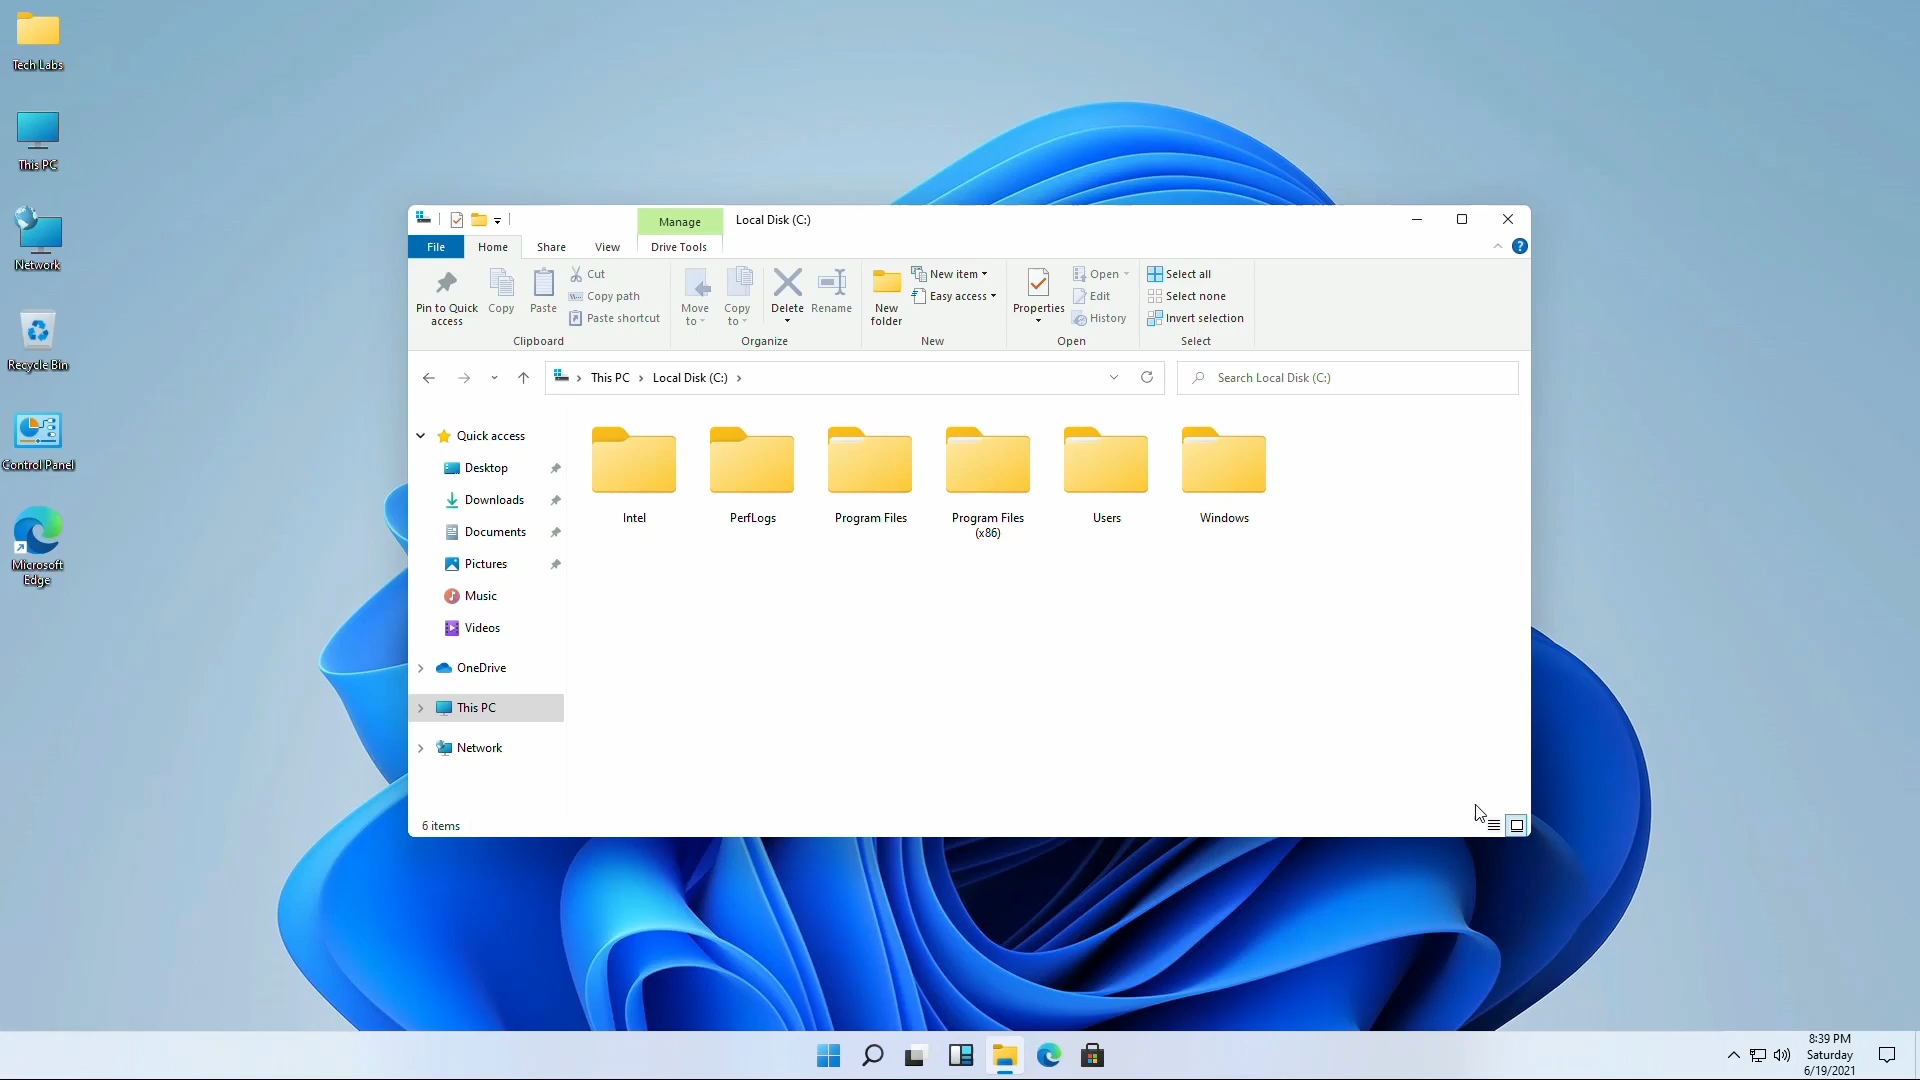 Tech Labs
This PC
Network
Recycle Bin
Control Panel
Microsoft
Edge
Manage
Local Disk (C:)
File
Home
Share
View
Drive Tools
?
Pin to Quick
access
Copy
Paste
Cut
Copy path
Paste shortcut
Clipboard
Move
to
Copy
to
Delete
Rename
Organize
New
folder
New item
Easy access
New
Properties
Open
Edit
History
Open
Select all
Select none
Invert selection
Select
This PC
Local Disk (C:)
Search Local Disk (C:)
Quick access
Desktop
Downloads
Documents
Pictures
Music
Videos
OneDrive
This PC
Network
Intel
PerfLogs
Program Files
Program Files
(x86)
Users
Windows
6 items
8:39 PM
Saturday
6/19/2021